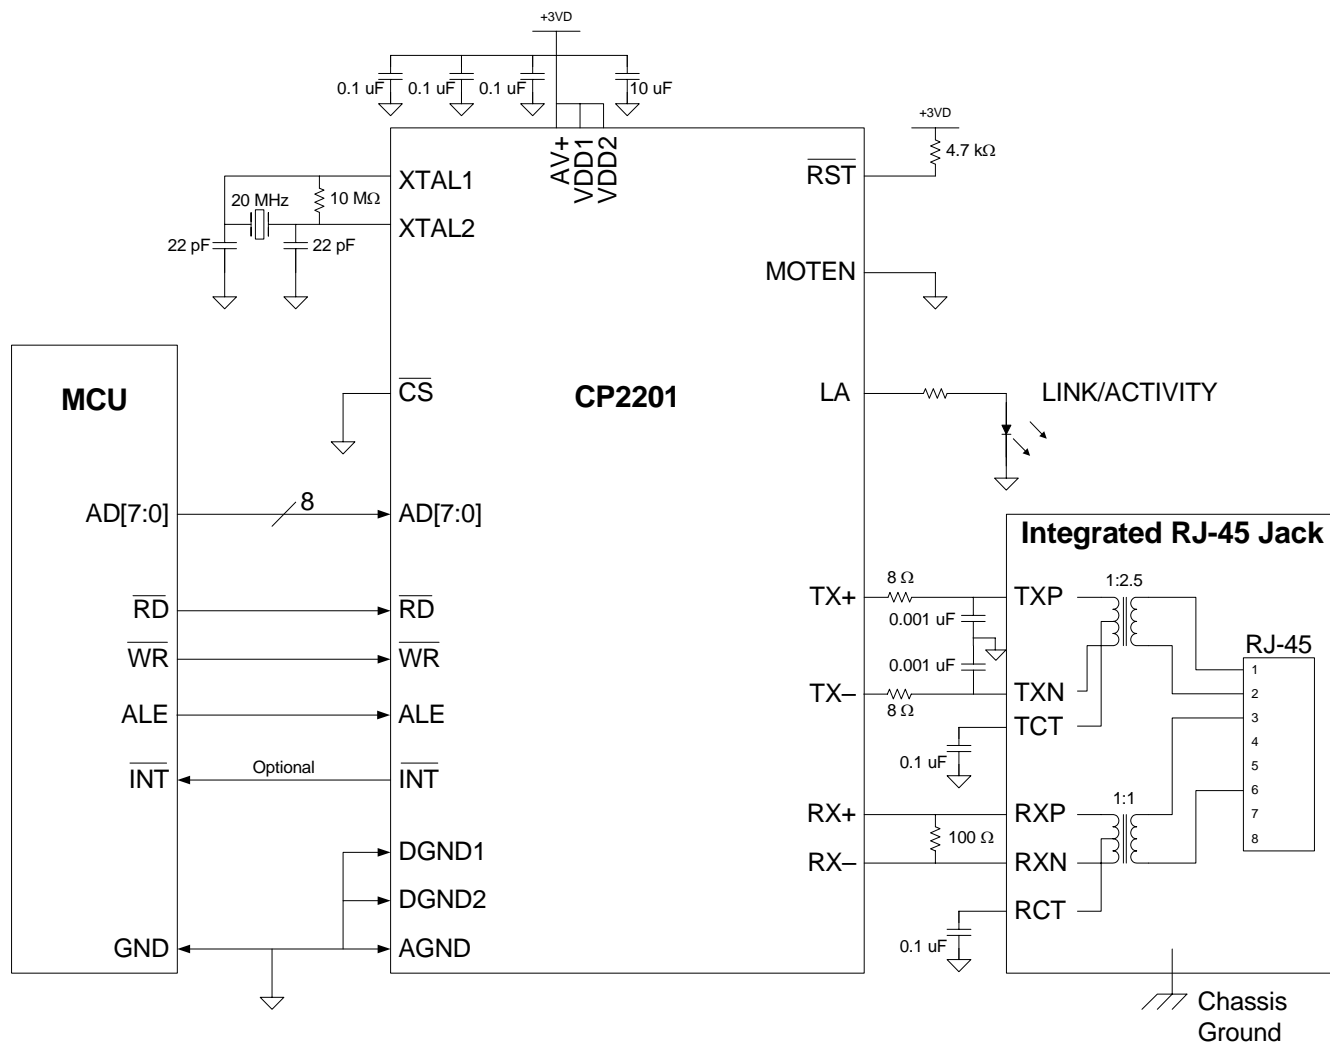 +3VD
0.1 uF
0.1 uF
0.1 uF
10 uF
+3VD
4.7 kΩ
AV+
VDD1
VDD2
RST
XTAL1
20 MHz
10 MΩ
XTAL2
22 pF
22 pF
MOTEN
MCU
CS
CP2201
LA
LINK/ACTIVITY
AD[7:0]
8
AD[7:0]
Integrated RJ-45 Jack
RD
RD
TX+
8 Ω
TXP
1:2.5
0.001 uF
WR
WR
0.001 uF
RJ-45
1
2
3
4
5
6
7
8
TX–
8 Ω
TXN
ALE
ALE
TCT
0.1 uF
INT
Optional
INT
RX+
RXP
1:1
100 Ω
DGND1
RX–
RXN
DGND2
RCT
GND
AGND
0.1 uF
Chassis
Ground